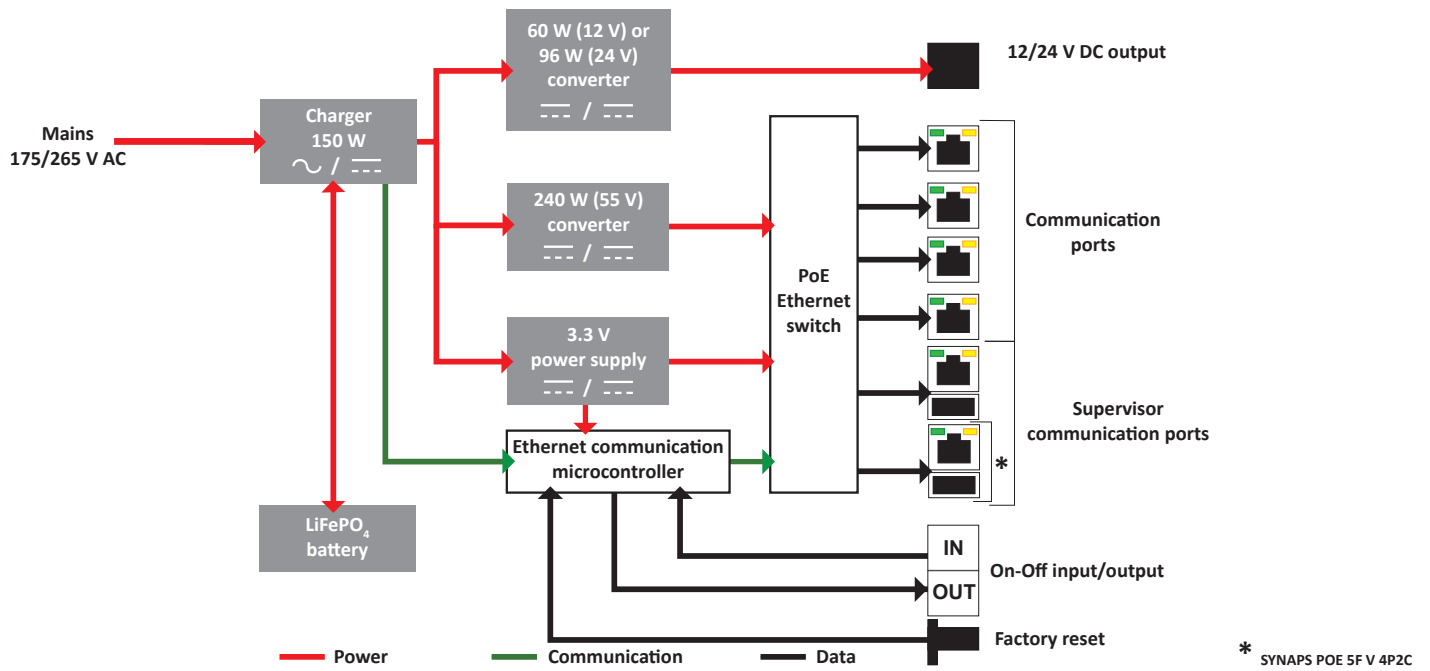 60 W (12 V) or
96 W (24 V)
converter
12/24 V DC output
Mains
175/265 V AC
Charger
150 W
240 W (55 V)
converter
3.3 V
power supply
PoE
Ethernet
switch
Communication
ports
Supervisor
communication ports
*
Ethernet communication
microcontroller
LiFePO4
battery
IN
OUT
On-Off input/output
Factory reset
Power
Communication
Data
* SYNAPS POE 5F V 4P2C